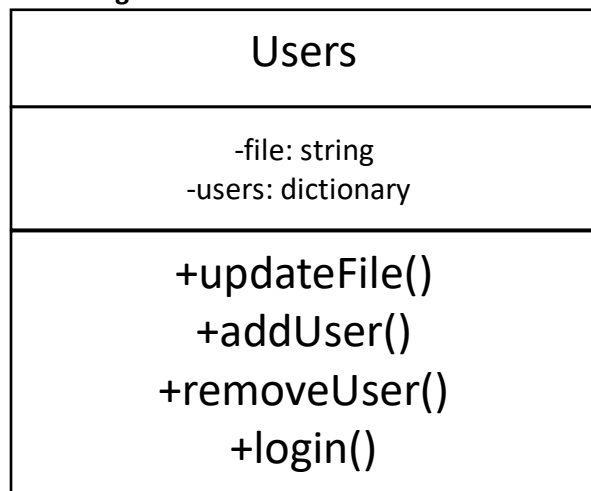 Users
-file: string
-users: dictionary
+updateFile()
+addUser()
+removeUser()
+login()